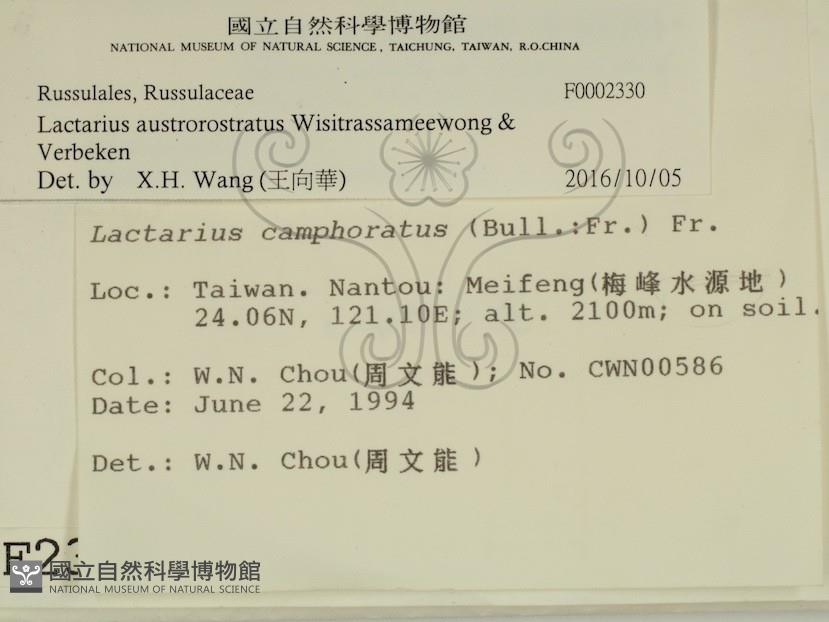 國立自然科學博物館
NATIONAL MUSEUM OF NATURAL SCIENCE, TAICHUNG, TAIWAN, R.O.CHINA
Russulales, Russulaceae F0002330
Lactarius austrorostratus Wisitrassameewong &
Verbeken
Det. by X.H. Wang (王向華) 2016/10/05
Lactarius camphoratus (Bull.:Fr.) Fr.
Loc.: Taiwan. Nantou: Meifeng(梅峰水源地)
24.06N, 121.10E; alt. 2100m; on soil.
Col.: W.N. Chou(周文能); No. CWN00586
Date: June 22, 1994
Det.: W.N. Chou(周文能)
國立自然科學博物館
NATIONAL MUSEUM OF NATURAL SCIENCE